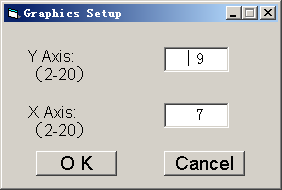 Graphics Setup
Y Axis: 9
(2-20)
X Axis: 7
(2-20)
O K Cancel